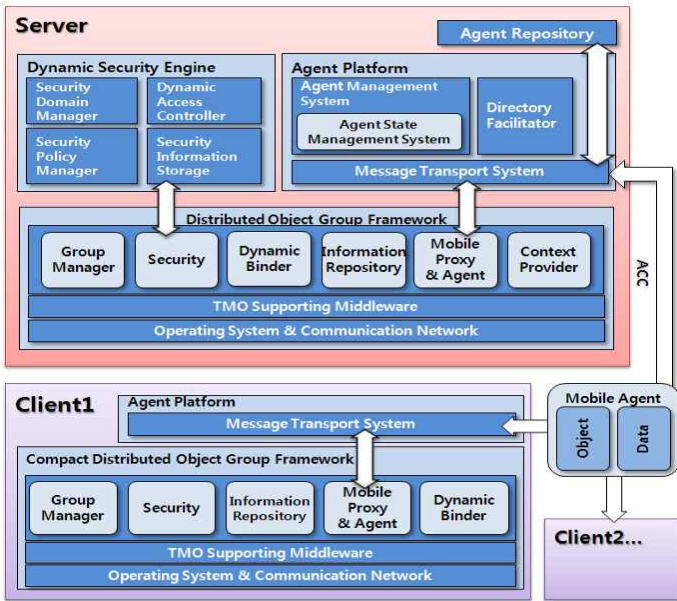 Server
Agent Repository
Dynamic Security Engine
Security
Domain
Manager
Dynamic
Access
Controller
Security
Policy
Manager
Security
Information
Storage
Agent Platform
Agent Management
System
Agent State
Management System
Directory
Facilitator
Message Transport System
Distributed Object Group Framework
Group
Manager
Security
Dynamic
Binder
Information
Repository
Mobile
Proxy
& Agent
Context
Provider
TMO Supporting Middleware
Operating System & Communication Network
ACC
Client1
Agent Platform
Message Transport System
Compact Distributed Object Group Framework
Group
Manager
Security
Information
Repository
Mobile
Proxy
& Agent
Dynamic
Binder
TMO Supporting Middleware
Operating System & Communication Network
Mobile Agent
Object
Data
Client2...